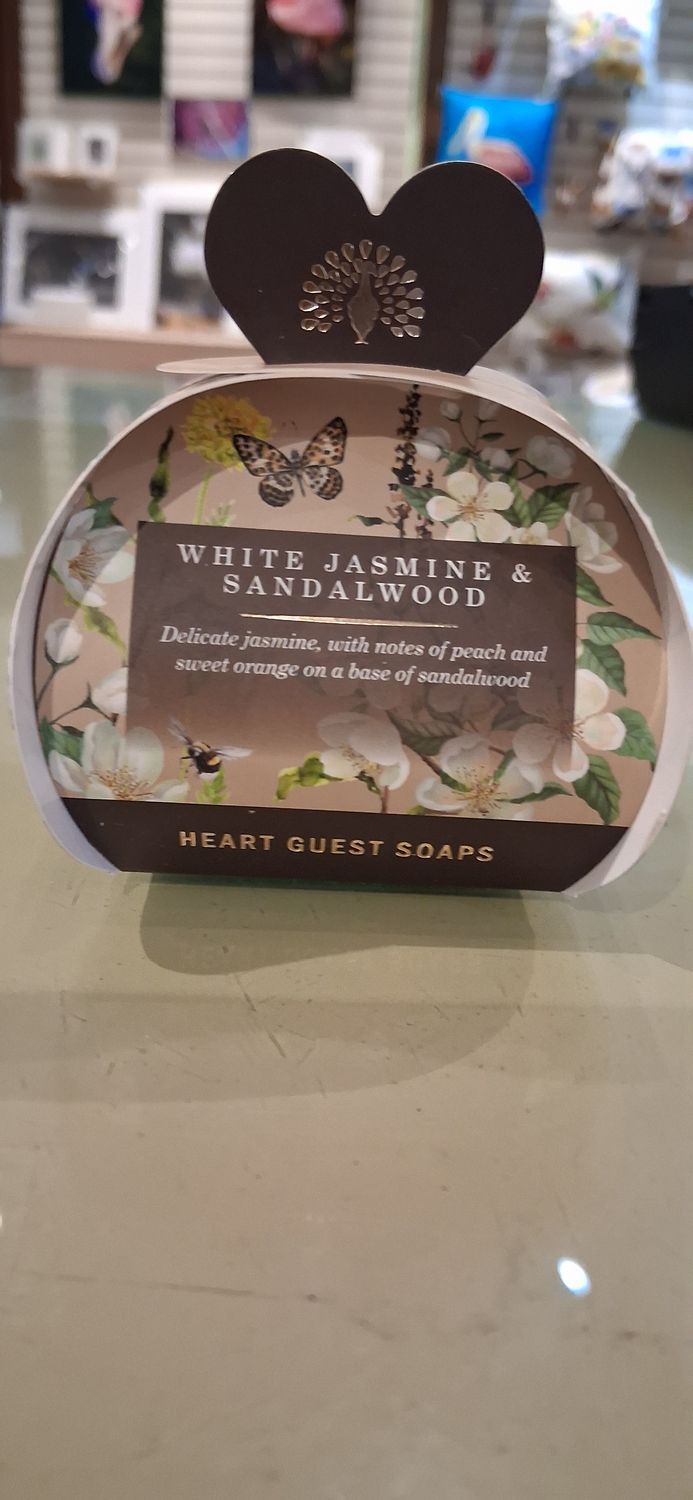 WHITE JASMINE &
SANDALWOOD
Delicate jasmine, with notes of peach and
sweet orange on a base of sandalwood
HEART GUEST SOAPS